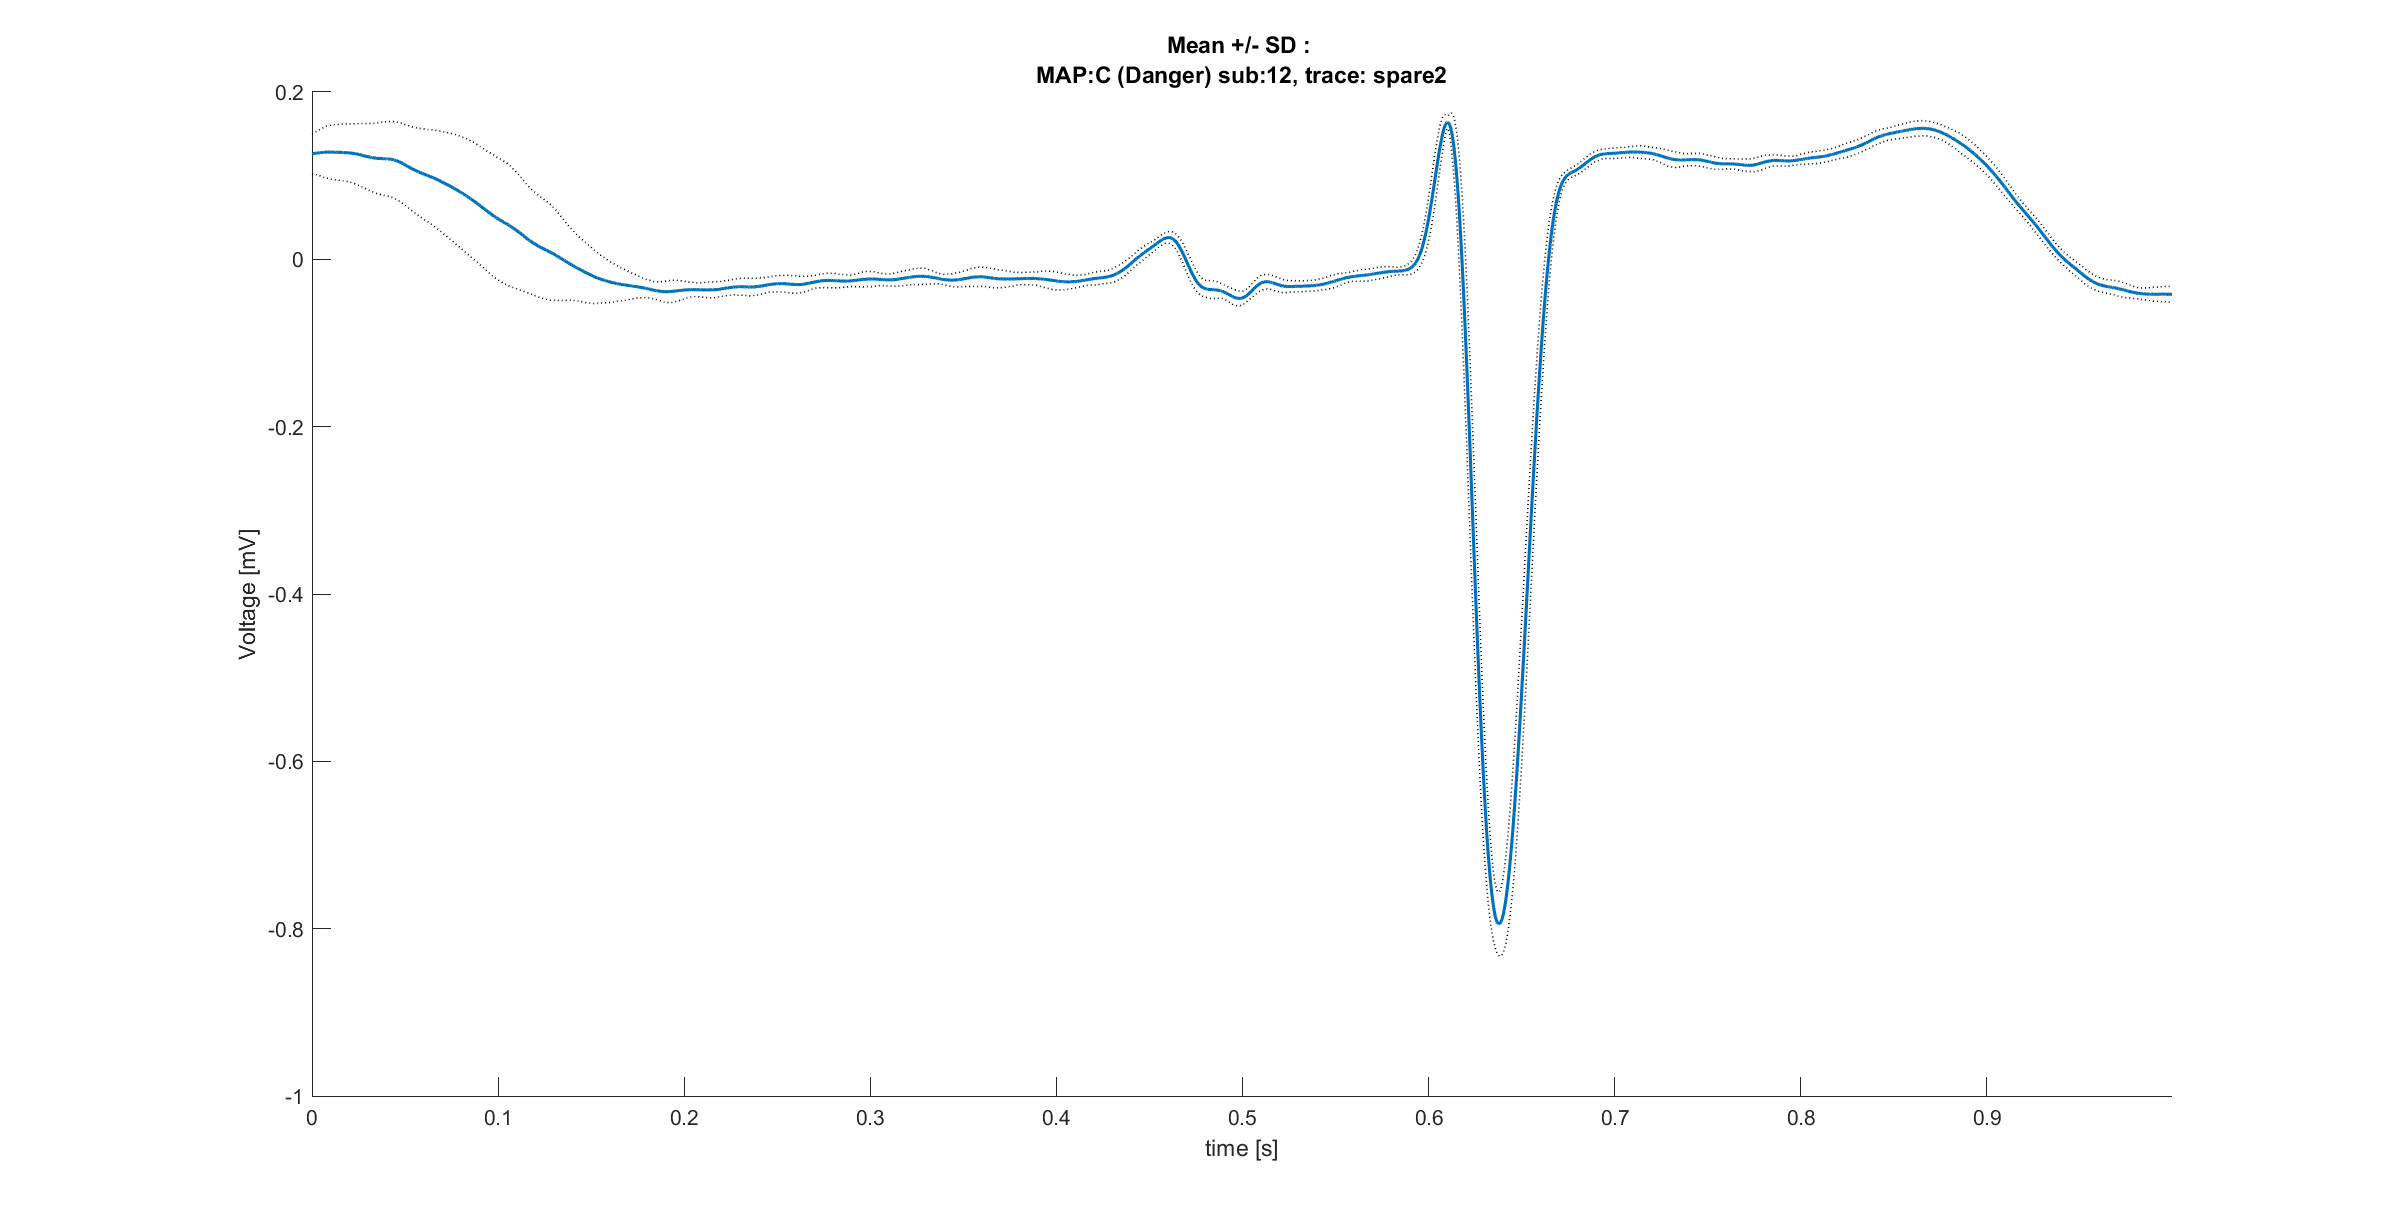 Mean +/- SD :
MAP:C (Danger) sub:12, trace: spare2
0.2
0
-0.2
-0.4
-0.6
-0.8
-1
Voltage [mV]
0 0.1 0.2 0.3 0.4 0.5 0.6 0.7 0.8 0.9
time [s]